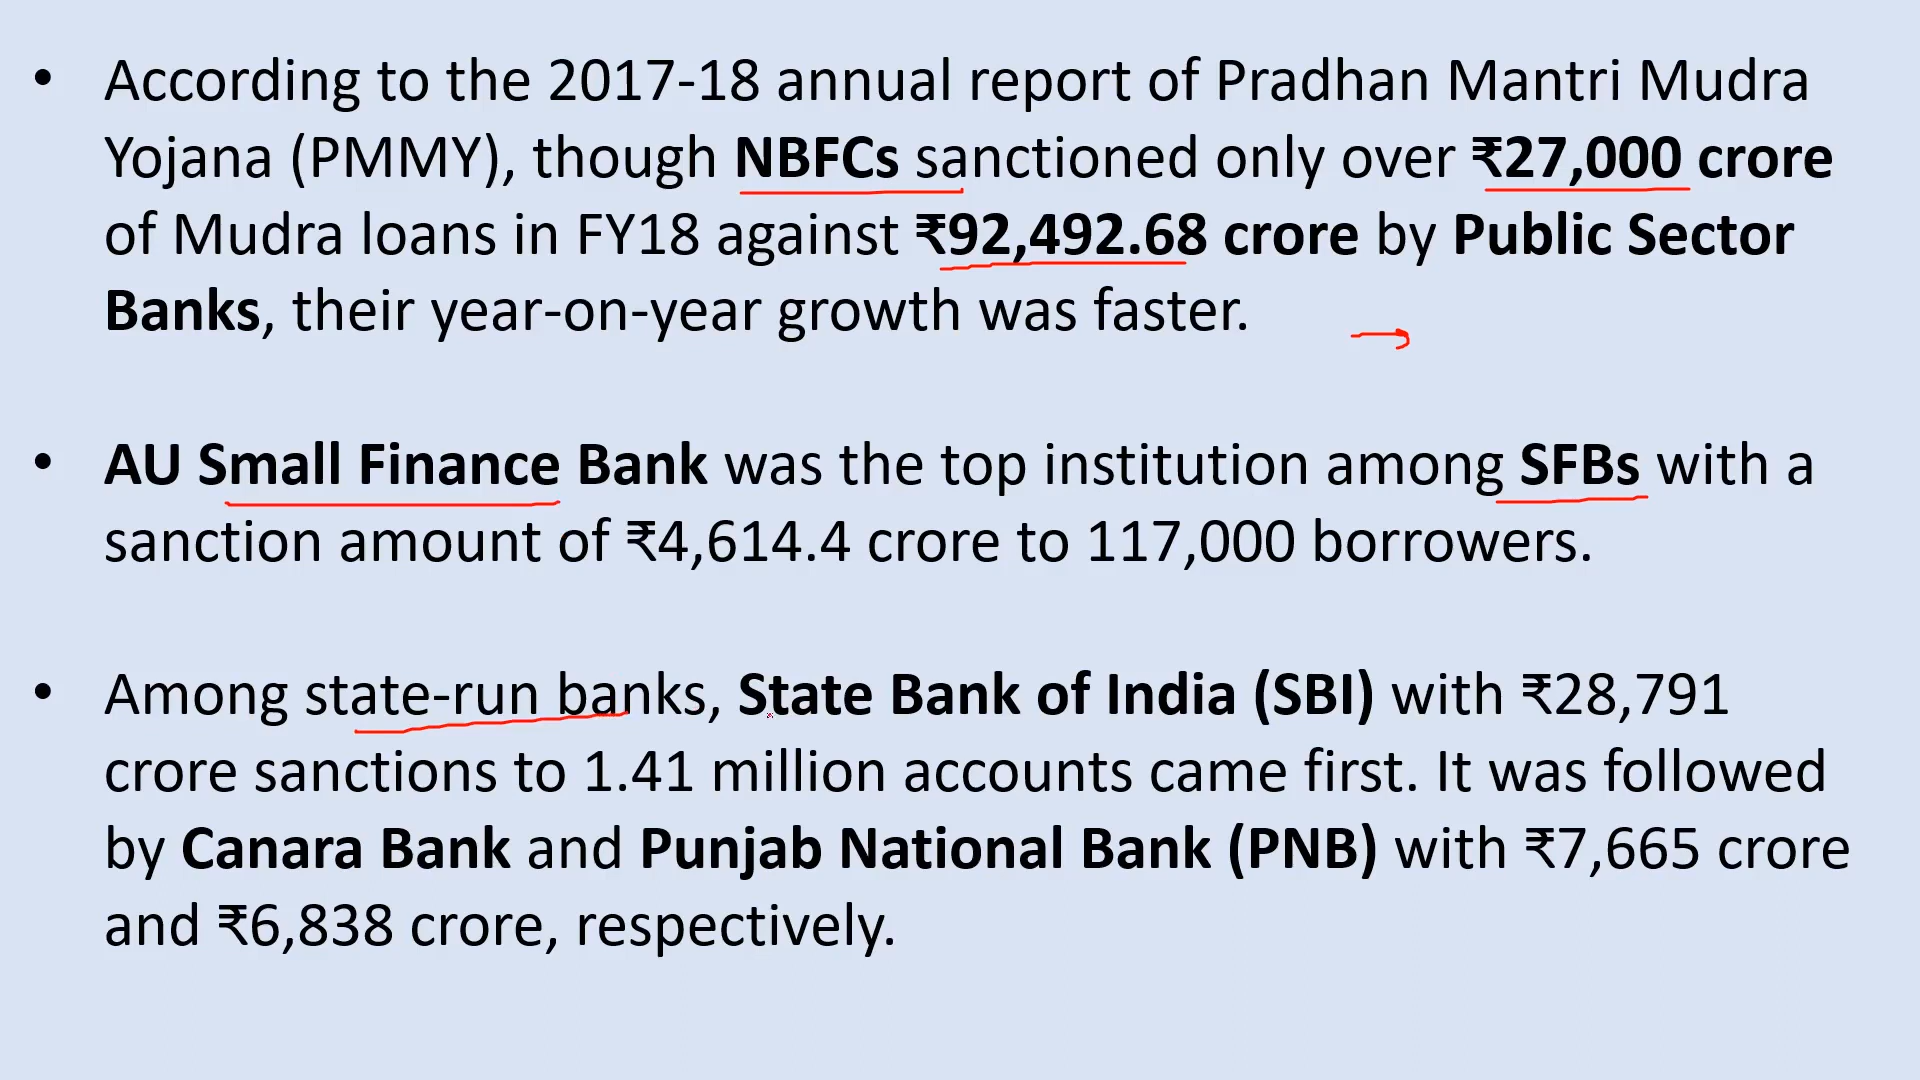 • According to the 2017-18 annual report of Pradhan Mantri Mudra
Yojana (PMMY), though NBFCs sanctioned only over ₹27,000 crore
of Mudra loans in FY18 against ₹92,492.68 crore by Public Sector
Banks, their year-on-year growth was faster.
• AU Small Finance Bank was the top institution among SFBs with a
sanction amount of ₹4,614.4 crore to 117,000 borrowers.
• Among state-run banks, State Bank of India (SBI) with ₹28,791
crore sanctions to 1.41 million accounts came first. It was followed
by Canara Bank and Punjab National Bank (PNB) with ₹7,665 crore
and ₹6,838 crore, respectively.